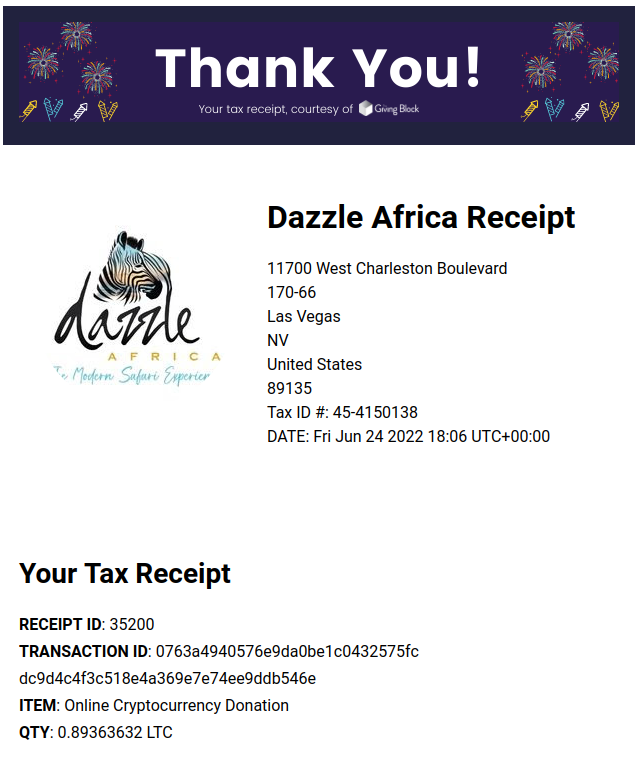 Thank You!
Your tax receipt, courtesy of The Giving Block
Dazzle Africa Receipt
11700 West Charleston Boulevard
170-66
Las Vegas
NV
United States
89135
Tax ID #: 45-4150138
DATE: Fri Jun 24 2022 18:06 UTC+00:00
dazzle
AFRICA
Modern Safari Experien
Your Tax Receipt
RECEIPT ID: 35200
TRANSACTION ID: 0763a4940576e9da0be1c0432575fc
dc9d4c4f3c518e4a369e7e74ee9ddb546e
ITEM: Online Cryptocurrency Donation
QTY: 0.89363632 LTC